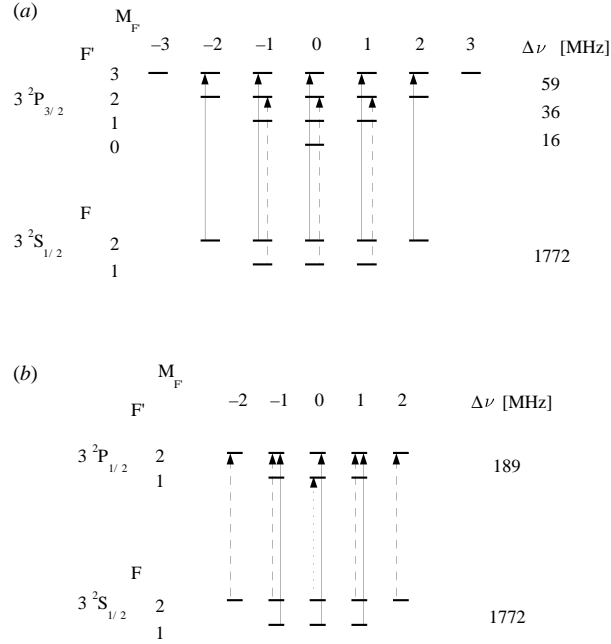 (a)
M_F'
F' −3 −2 −1 0 1 2 3 Δν [MHz]
3
59
3 ²P_3/2 2
36
1
16
0
F
3 ²S_1/2 2
1772
1
(b)
M_F'
−2 −1 0 1 2 Δν [MHz]
F'
3 ²P_1/2 2
189
1
F
3 ²S_1/2 2
1772
1